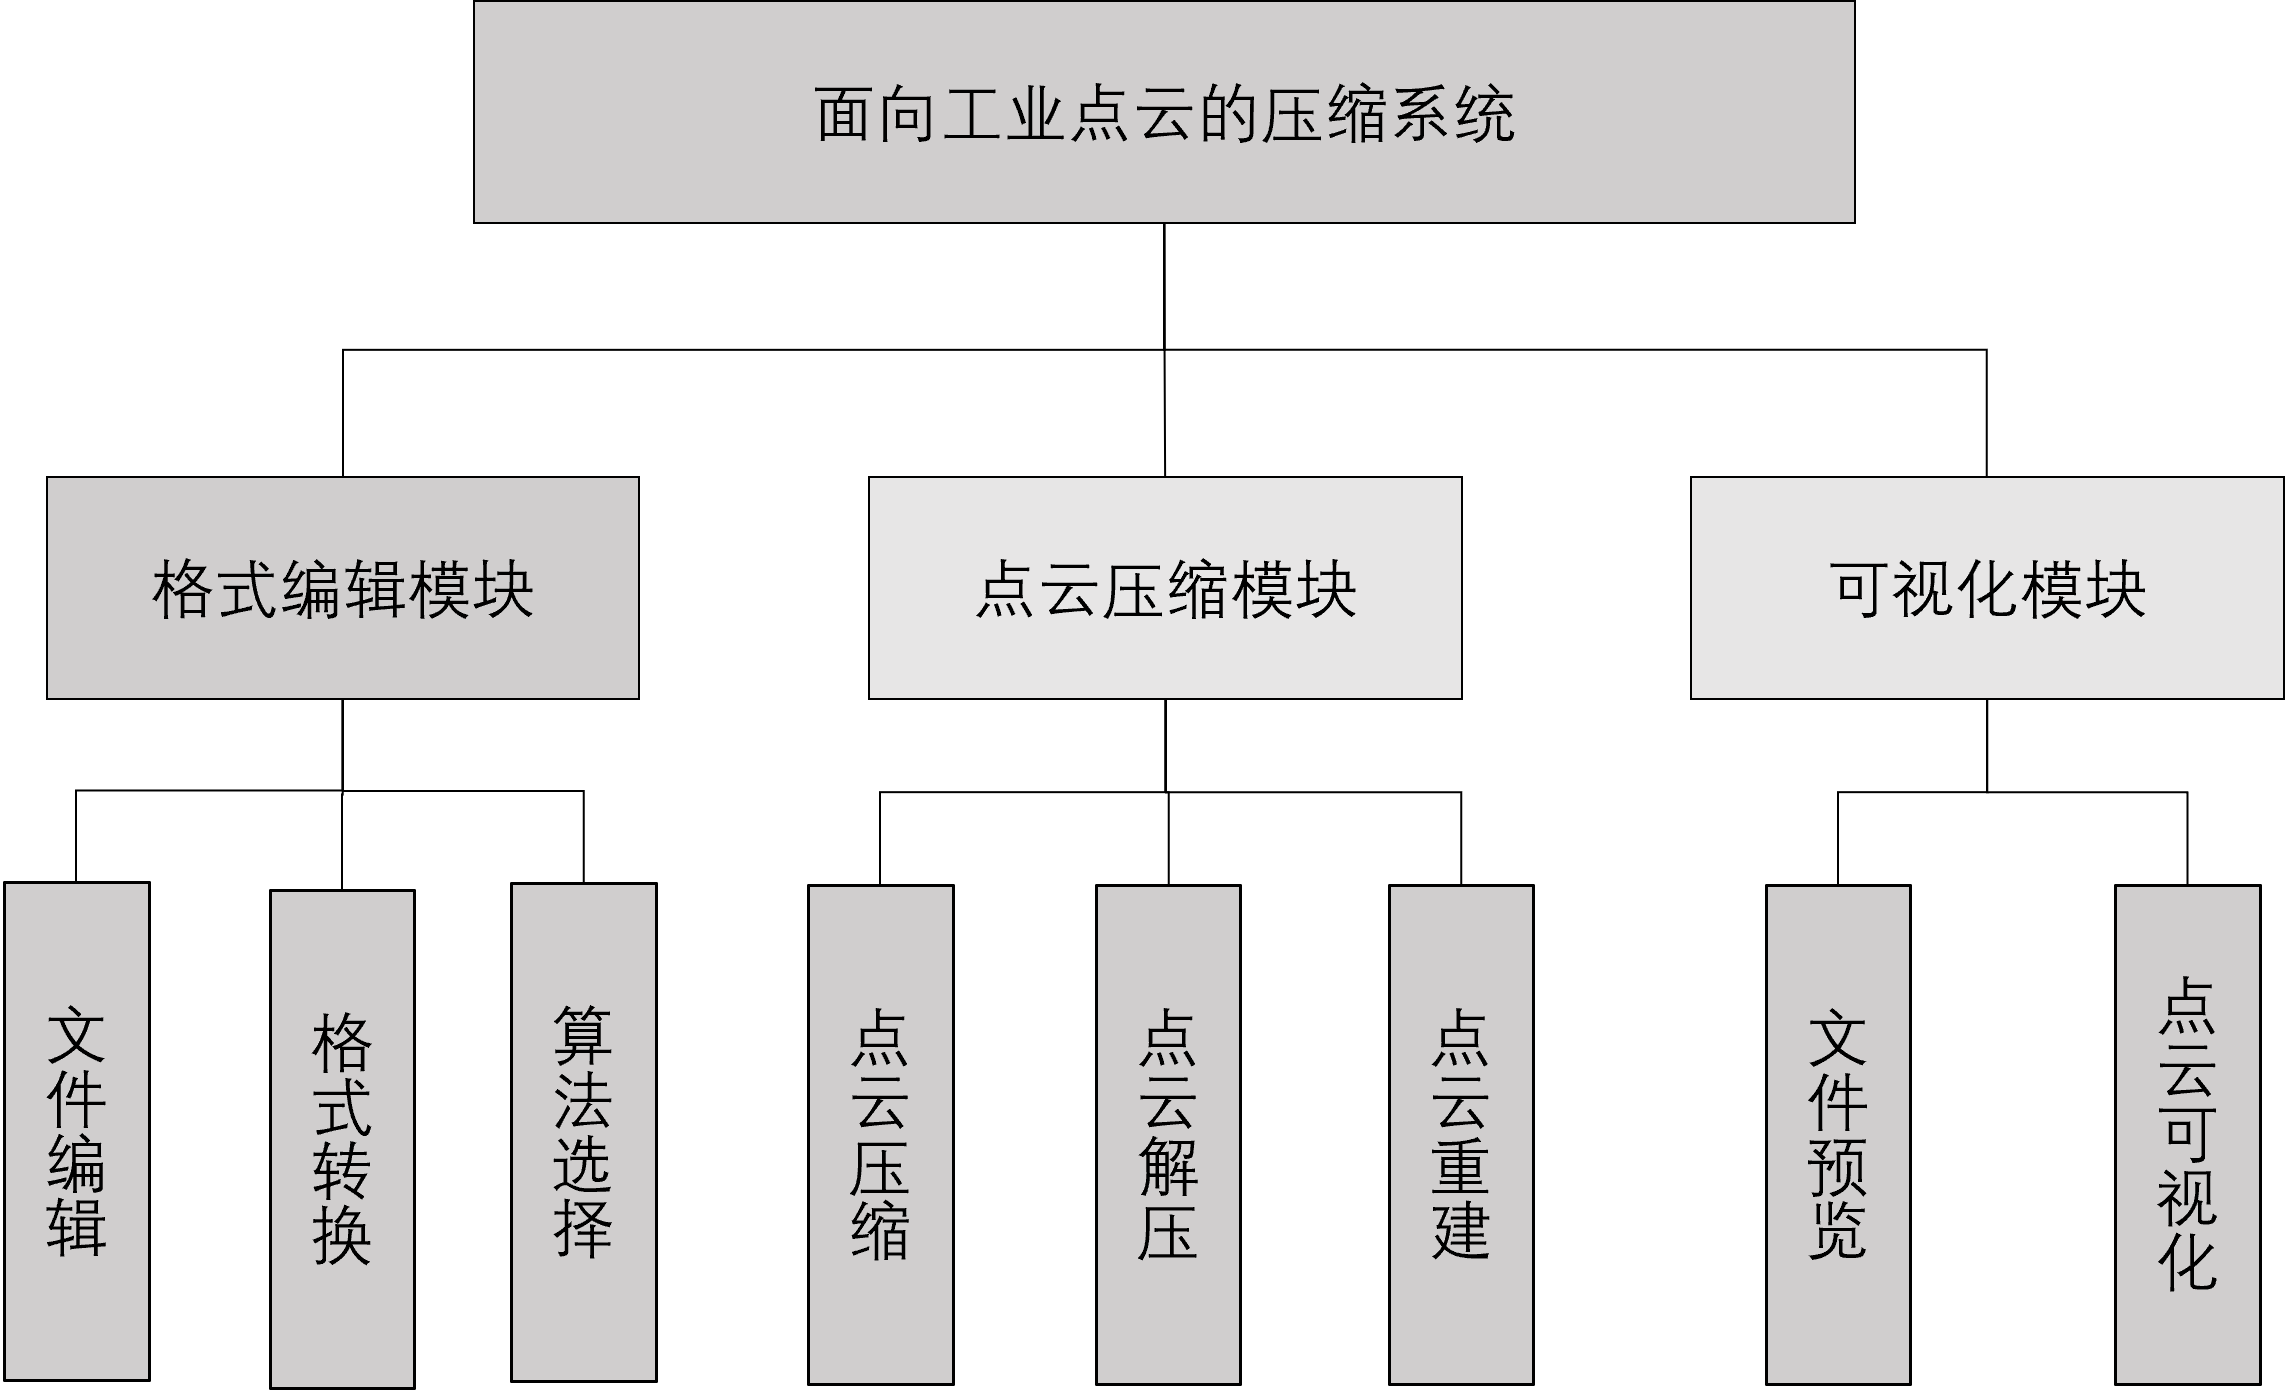 面向工业点云的压缩系统
格式编辑模块
点云压缩模块
可视化模块
文件编辑
格式转换
算法选择
点云压缩
点云解压
点云重建
文件预览
点云可视化